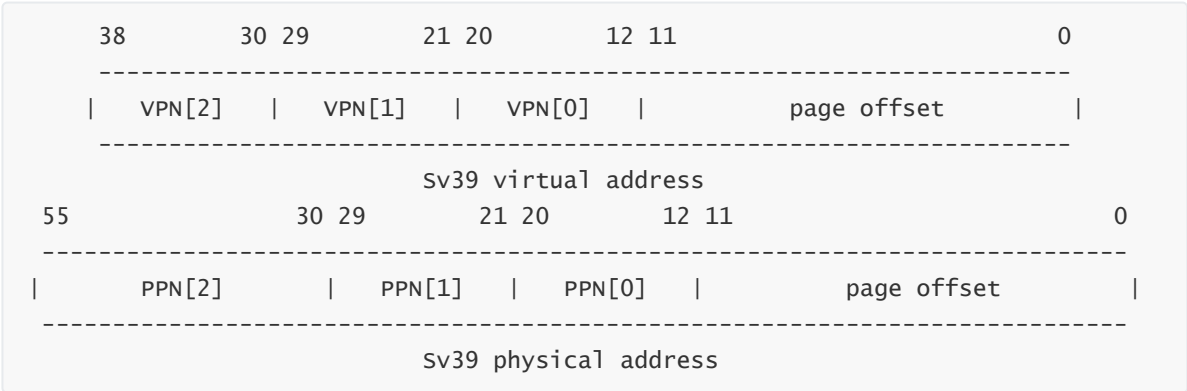 38 30 29 21 20 12 11 0
---------------------------------------------------------------------
| VPN[2] | VPN[1] | VPN[0] | page offset |
---------------------------------------------------------------------
Sv39 virtual address
55 30 29 21 20 12 11 0
-----------------------------------------------------------------------------
| PPN[2] | PPN[1] | PPN[0] | page offset |
-----------------------------------------------------------------------------
Sv39 physical address